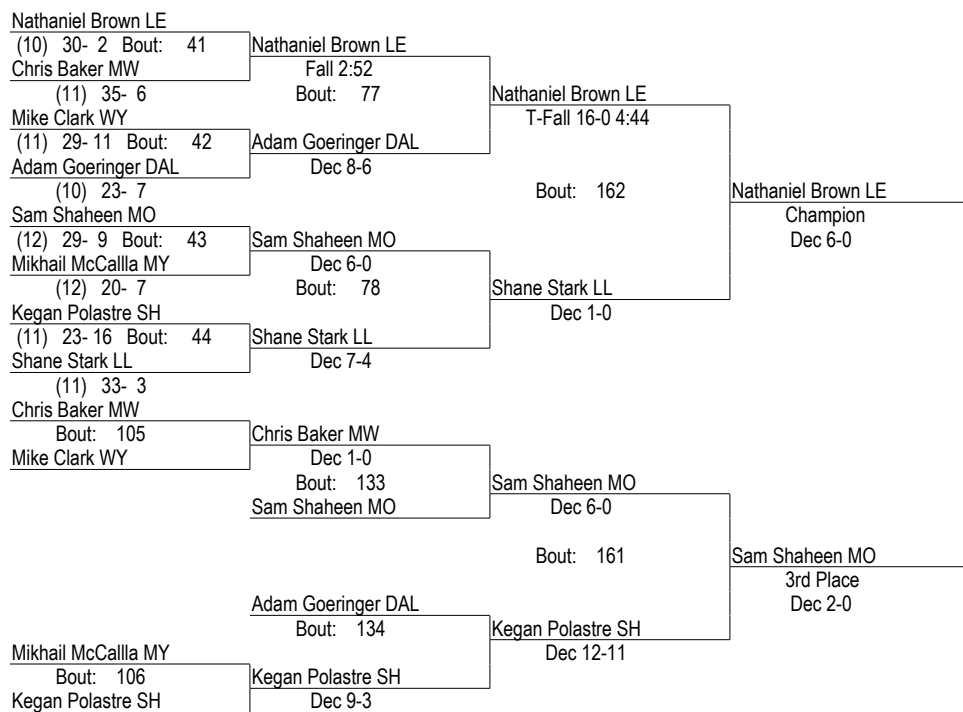 Nathaniel Brown LE
(10) 30- 2 Bout: 41
Nathaniel Brown LE
Chris Baker MW
Fall 2:52
(11) 35- 6
Bout: 77
Nathaniel Brown LE
Mike Clark WY
T-Fall 16-0 4:44
(11) 29- 11 Bout: 42
Adam Goeringer DAL
Adam Goeringer DAL
Dec 8-6
(10) 23- 7
Bout: 162
Nathaniel Brown LE
Sam Shaheen MO
Champion
(12) 29- 9 Bout: 43
Sam Shaheen MO
Dec 6-0
Mikhail McCallla MY
Dec 6-0
(12) 20- 7
Bout: 78
Shane Stark LL
Kegan Polastre SH
Dec 1-0
(11) 23- 16 Bout: 44
Shane Stark LL
Shane Stark LL
Dec 7-4
(11) 33- 3
Chris Baker MW
Bout: 105
Chris Baker MW
Mike Clark WY
Dec 1-0
Bout: 133
Sam Shaheen MO
Sam Shaheen MO
Dec 6-0
Bout: 161
Sam Shaheen MO
3rd Place
Adam Goeringer DAL
Dec 2-0
Bout: 134
Kegan Polastre SH
Mikhail McCallla MY
Dec 12-11
Bout: 106
Kegan Polastre SH
Kegan Polastre SH
Dec 9-3